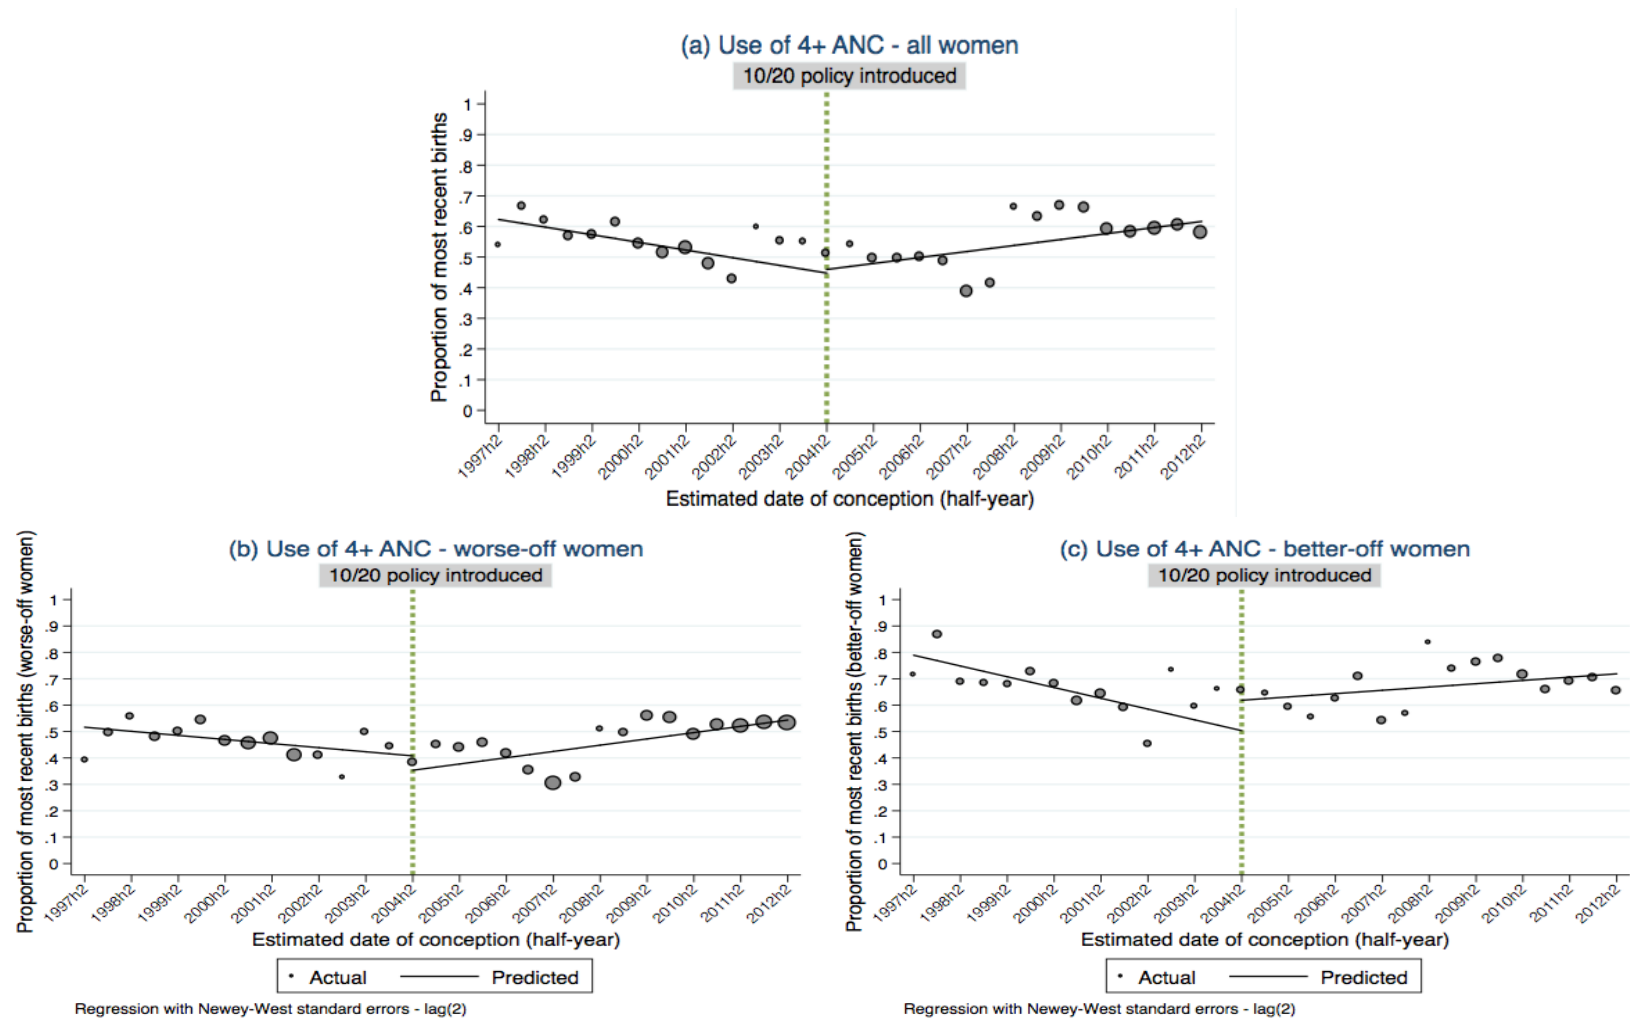 (a) Use of 4+ ANC - all women
10/20 policy introduced
Proportion of most recent births
1
.9
.8
.7
.6
.5
.4
.3
.2
.1
0
1997h2
1998h2
1999h2
2000h2
2001h2
2002h2
2003h2
2004h2
2005h2
2006h2
2007h2
2008h2
2009h2
2010h2
2011h2
2012h2
Estimated date of conception (half-year)
(b) Use of 4+ ANC - worse-off women
10/20 policy introduced
Proportion of most recent births (worse-off women)
1
.9
.8
.7
.6
.5
.4
.3
.2
.1
0
1997h2
1998h2
1999h2
2000h2
2001h2
2002h2
2003h2
2004h2
2005h2
2006h2
2007h2
2008h2
2009h2
2010h2
2011h2
2012h2
Estimated date of conception (half-year)
Actual
Predicted
Regression with Newey-West standard errors - lag(2)
(c) Use of 4+ ANC - better-off women
10/20 policy introduced
Proportion of most recent births (better-off women)
1
.9
.8
.7
.6
.5
.4
.3
.2
.1
0
1997h2
1998h2
1999h2
2000h2
2001h2
2002h2
2003h2
2004h2
2005h2
2006h2
2007h2
2008h2
2009h2
2010h2
2011h2
2012h2
Estimated date of conception (half-year)
Actual
Predicted
Regression with Newey-West standard errors - lag(2)